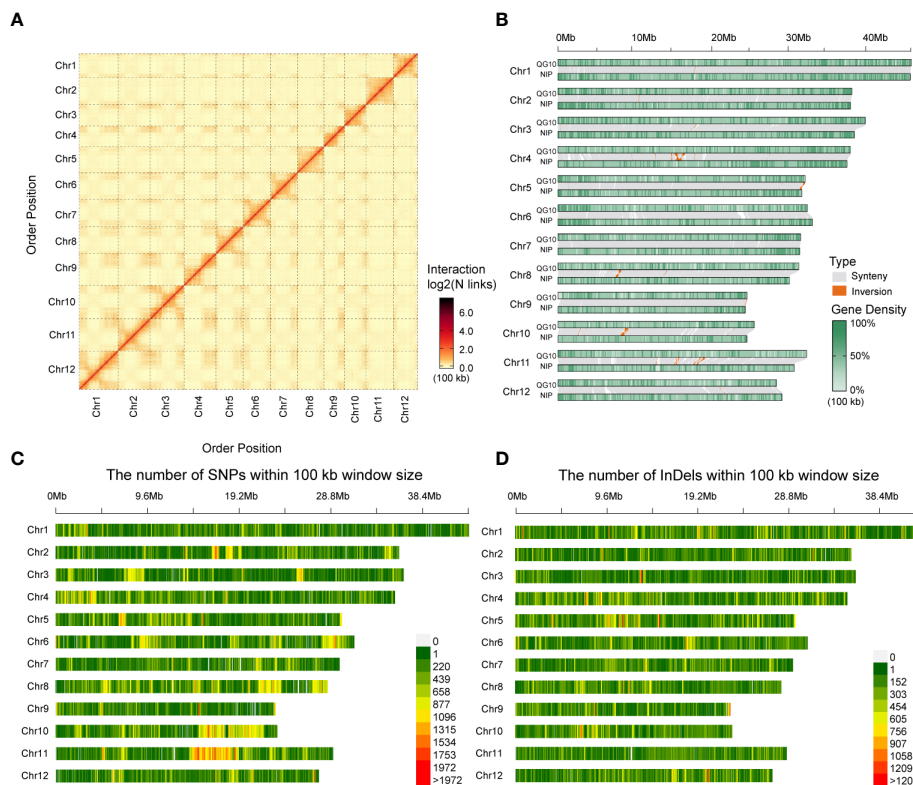 A
Order Position
Chr1
Chr2
Chr3
Chr4
Chr5
Chr6
Chr7
Chr8
Chr9
Chr10
Chr11
Chr12
Chr1
Chr2
Chr3
Chr4
Chr5
Chr6
Chr7
Chr8
Chr9
Chr10
Chr11
Chr12
Order Position
Interaction
log2(N links)
6.0
4.0
2.0
0.0
(100 kb)
B
0Mb 10Mb 20Mb 30Mb 40Mb
Chr1 QG10
NIP
Chr2 QG10
NIP
Chr3 QG10
NIP
Chr4 QG10
NIP
Chr5 QG10
NIP
Chr6 QG10
NIP
Chr7 QG10
NIP
Chr8 QG10
NIP
Chr9 QG10
NIP
Chr10 QG10
NIP
Chr11 QG10
NIP
Chr12 QG10
NIP
Type
Synteny
Inversion
Gene Density
100%
50%
0%
(100 kb)
C
The number of SNPs within 100 kb window size
0Mb 9.6Mb 19.2Mb 28.8Mb 38.4Mb
Chr1
Chr2
Chr3
Chr4
Chr5
Chr6
Chr7
Chr8
Chr9
Chr10
Chr11
Chr12
0
1
220
439
658
877
1096
1315
1534
1753
1972
>1972
D
The number of InDels within 100 kb window size
0Mb 9.6Mb 19.2Mb 28.8Mb 38.4Mb
Chr1
Chr2
Chr3
Chr4
Chr5
Chr6
Chr7
Chr8
Chr9
Chr10
Chr11
Chr12
0
1
152
303
454
605
756
907
1058
1209
>120